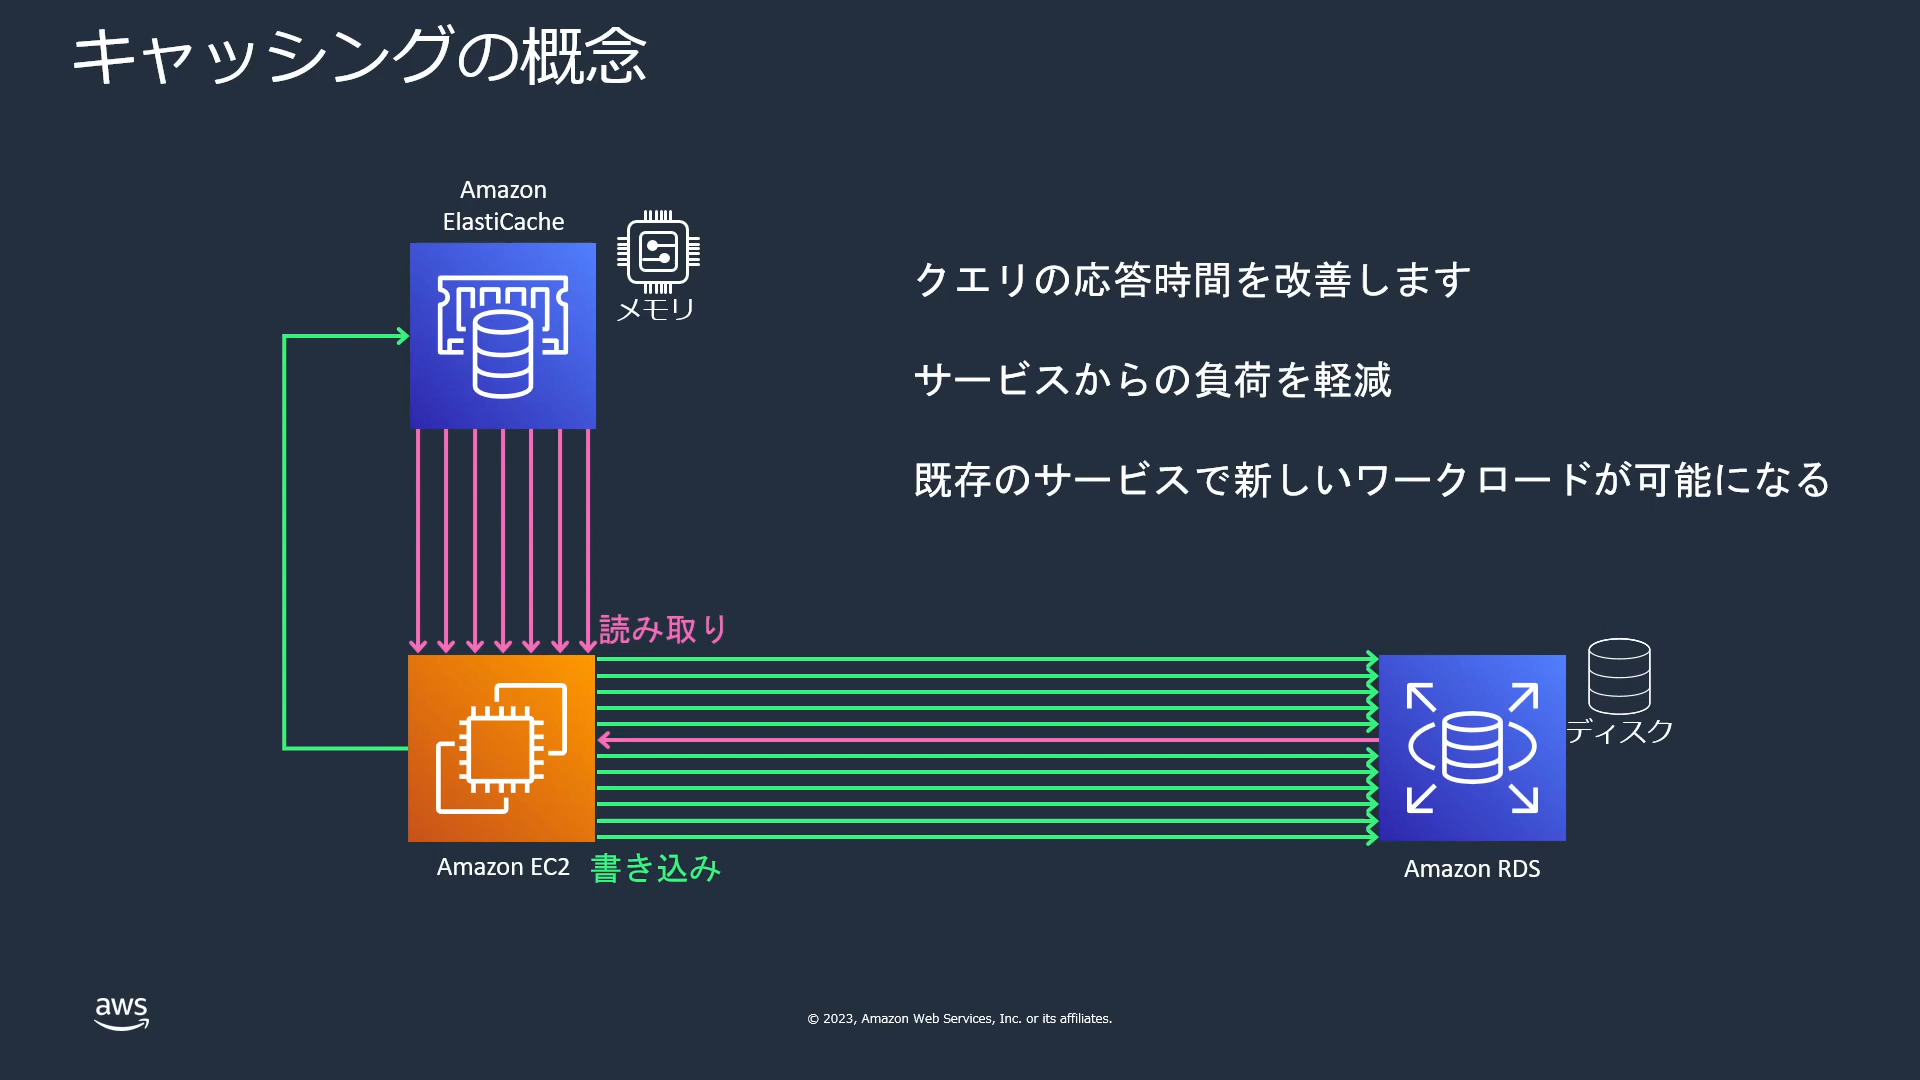 キャッシングの概念
Amazon
ElastiCache
メモリ
クエリの応答時間を改善します
サービスからの負荷を軽減
既存のサービスで新しいワークロードが可能になる
読み取り
ディスク
Amazon EC2
書き込み
Amazon RDS
aws
© 2023, Amazon Web Services, Inc. or its affiliates.